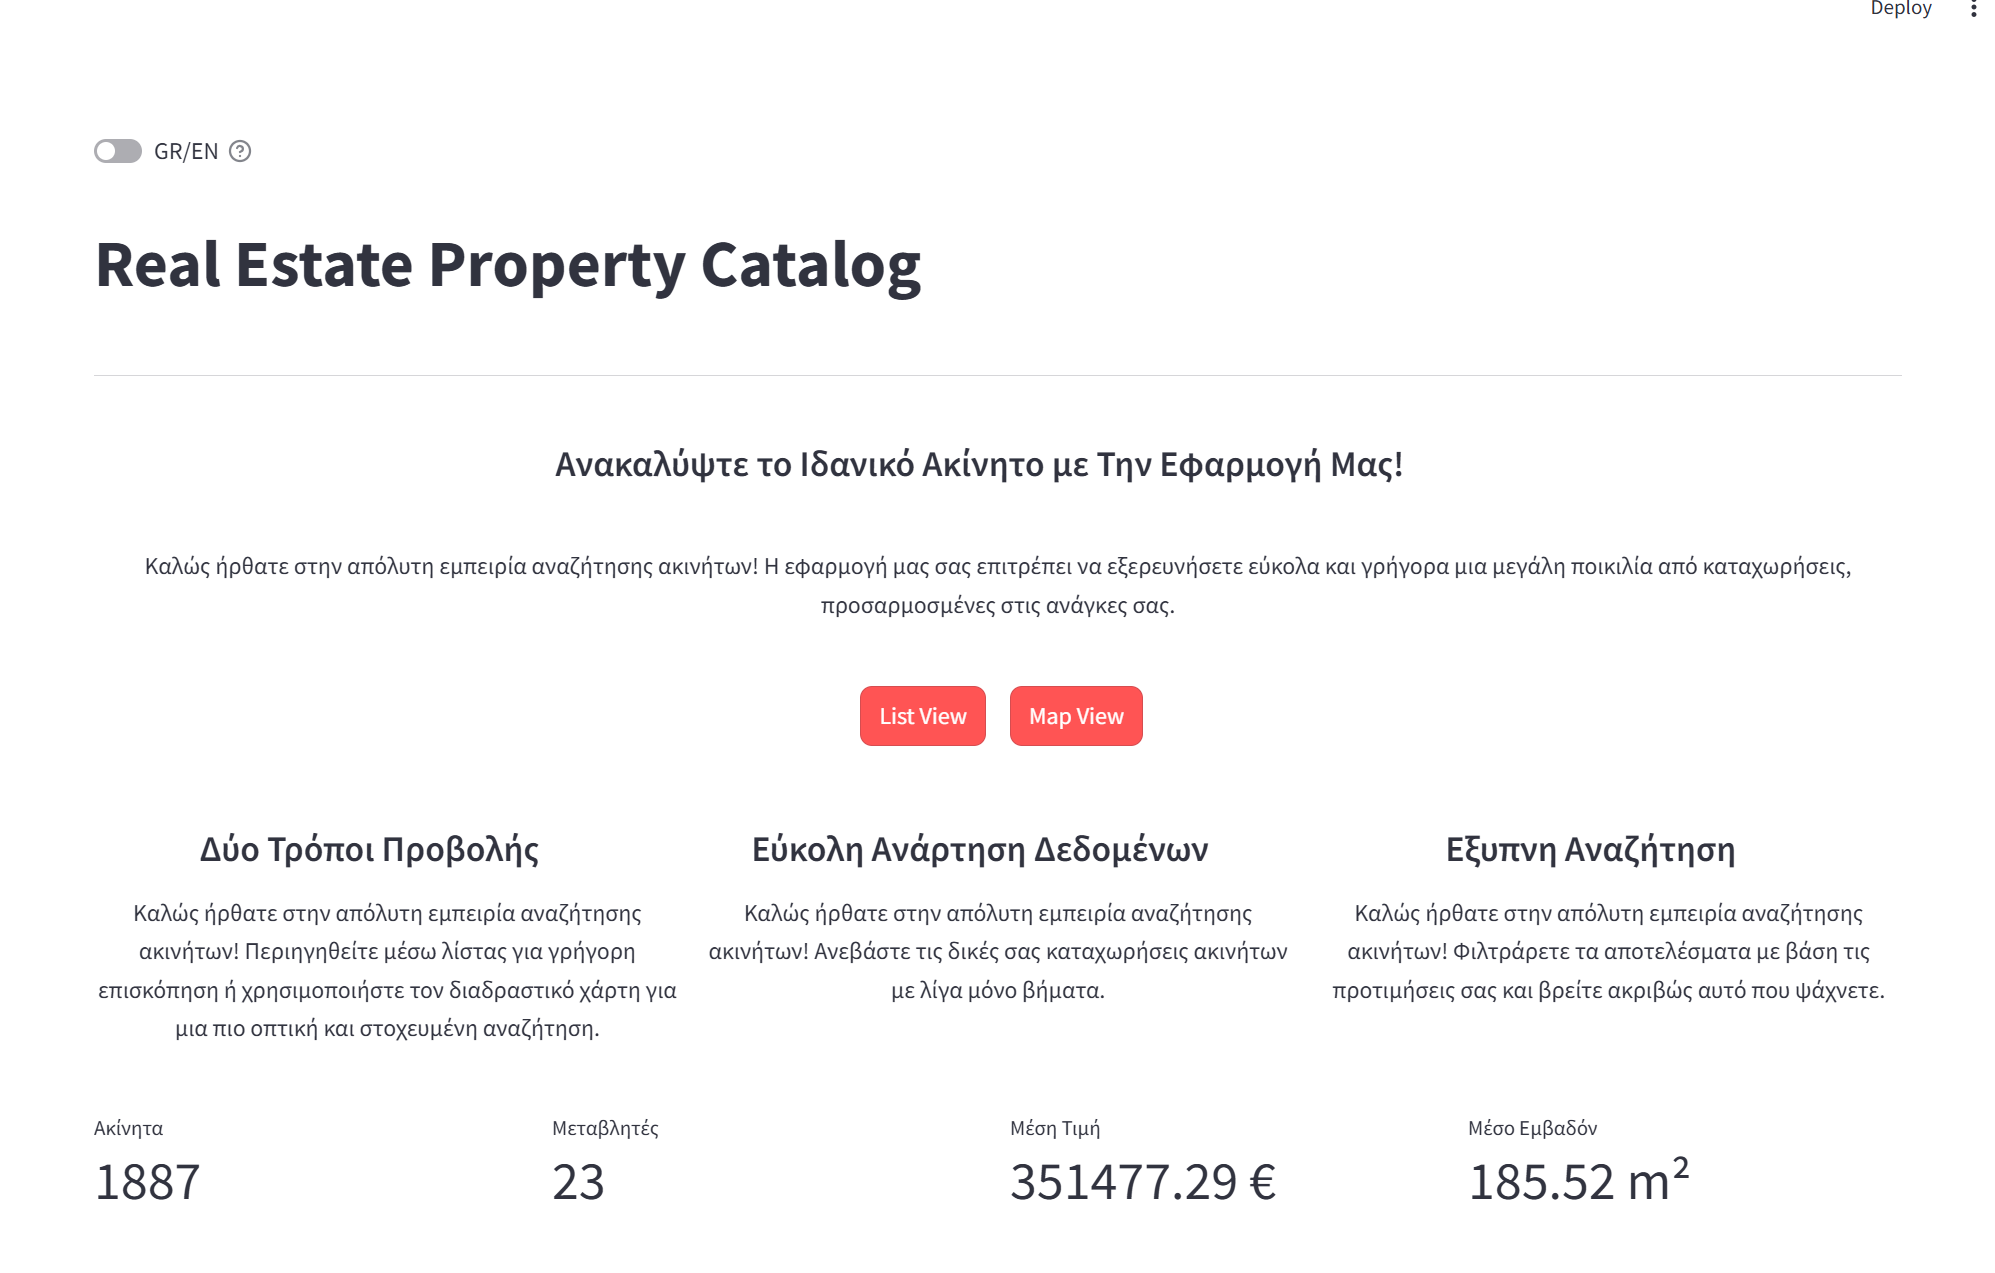 Deploy
GR/EN
Real Estate Property Catalog
Ανακαλύψτε το Ιδανικό Ακίνητο με Την Εφαρμογή Μας!
Καλώς ήρθατε στην απόλυτη εμπειρία αναζήτησης ακινήτων! Η εφαρμογή μας σας επιτρέπει να εξερευνήσετε εύκολα και γρήγορα μια μεγάλη ποικιλία από καταχωρήσεις,
προσαρμοσμένες στις ανάγκες σας.
List View
Map View
Δύο Τρόποι Προβολής
Καλώς ήρθατε στην απόλυτη εμπειρία αναζήτησης
ακινήτων! Περιηγηθείτε μέσω λίστας για γρήγορη
επισκόπηση ή χρησιμοποιήστε τον διαδραστικό χάρτη για
μια πιο οπτική και στοχευμένη αναζήτηση.
Εύκολη Ανάρτηση Δεδομένων
Καλώς ήρθατε στην απόλυτη εμπειρία αναζήτησης
ακινήτων! Ανεβάστε τις δικές σας καταχωρήσεις ακινήτων
με λίγα μόνο βήματα.
Εξυπνη Αναζήτηση
Καλώς ήρθατε στην απόλυτη εμπειρία αναζήτησης
ακινήτων! Φιλτράρετε τα αποτελέσματα με βάση τις
προτιμήσεις σας και βρείτε ακριβώς αυτό που ψάχνετε.
Ακίνητα
1887
Μεταβλητές
23
Μέση Τιμή
351477.29 €
Μέσο Εμβαδόν
185.52 m²